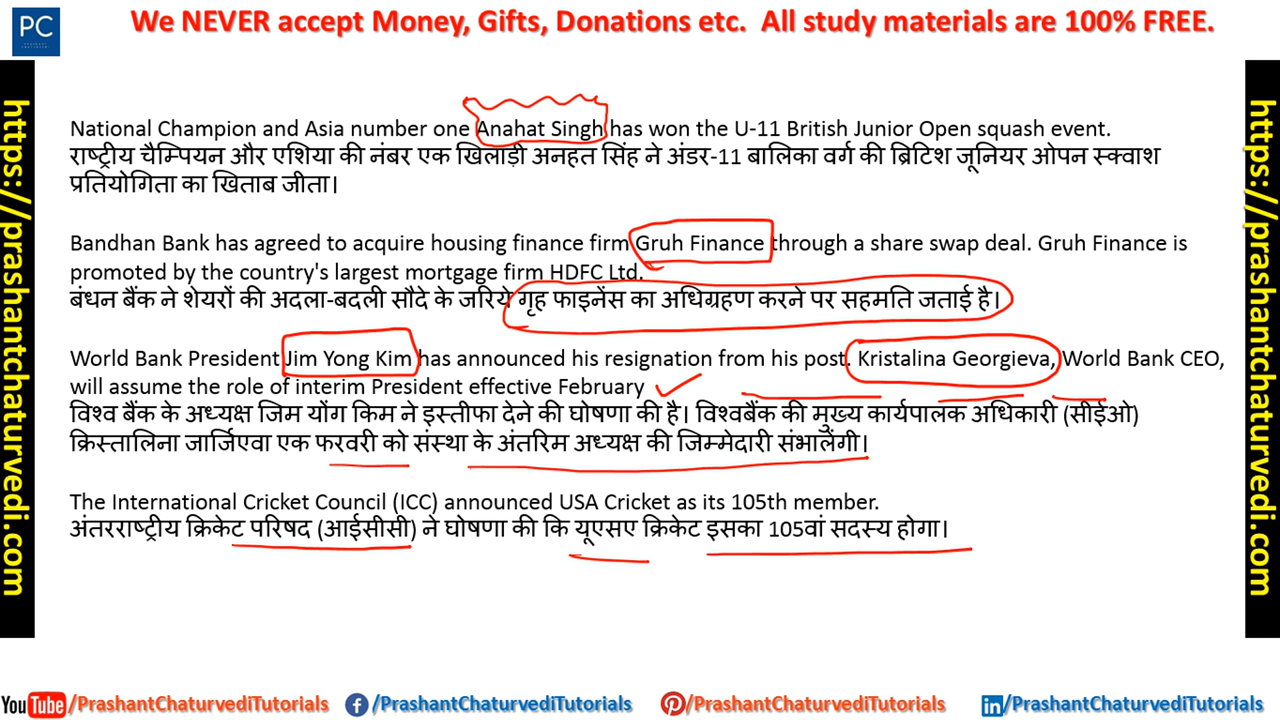 PC
We NEVER accept Money, Gifts, Donations etc. All study materials are 100% FREE.
https://prashantchaturvedi.com
National Champion and Asia number one Anahat Singh has won the U-11 British Junior Open squash event.
राष्ट्रीय चैम्पियन और एशिया की नंबर एक खिलाड़ी अनहत सिंह ने अंडर-11 बालिका वर्ग की ब्रिटिश जूनियर ओपन स्क्वाश
प्रतियोगिता का खिताब जीता।
Bandhan Bank has agreed to acquire housing finance firm Gruh Finance through a share swap deal. Gruh Finance is
promoted by the country's largest mortgage firm HDFC Ltd.
बंधन बैंक ने शेयरों की अदला-बदली सौदे के जरिये गृह फाइनेंस का अधिग्रहण करने पर सहमति जताई है।
World Bank President Jim Yong Kim has announced his resignation from his post. Kristalina Georgieva, World Bank CEO,
will assume the role of interim President effective February
विश्व बैंक के अध्यक्ष जिम योंग किम ने इस्तीफा देने की घोषणा की है। विश्वबैंक की मुख्य कार्यपालक अधिकारी (सीईओ)
क्रिस्तालिना जार्जिएवा एक फरवरी को संस्था के अंतरिम अध्यक्ष की जिम्मेदारी संभालेंगी।
The International Cricket Council (ICC) announced USA Cricket as its 105th member.
अंतरराष्ट्रीय क्रिकेट परिषद (आईसीसी) ने घोषणा की कि यूएसए क्रिकेट इसका 105वां सदस्य होगा।
https://prashantchaturvedi.com
YouTube/PrashantChaturvediTutorials
f/PrashantChaturvediTutorials
/PrashantChaturvediTutorials
in/PrashantChaturvediTutorials